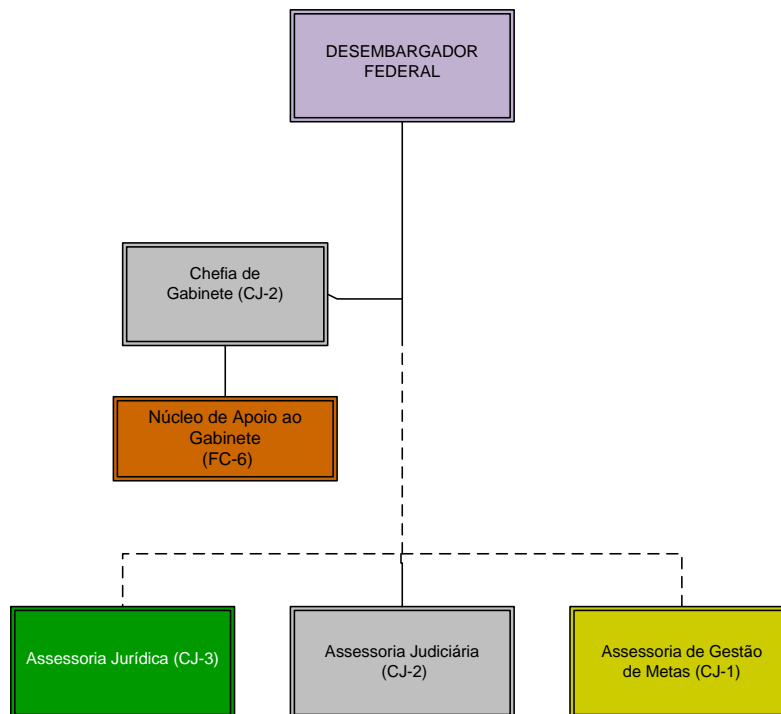 DESEMBARGADOR
FEDERAL
Chefia de
Gabinete (CJ-2)
Núcleo de Apoio ao
Gabinete
(FC-6)
Assessoria Jurídica (CJ-3)
Assessoria Judiciária
(CJ-2)
Assessoria de Gestão
de Metas (CJ-1)